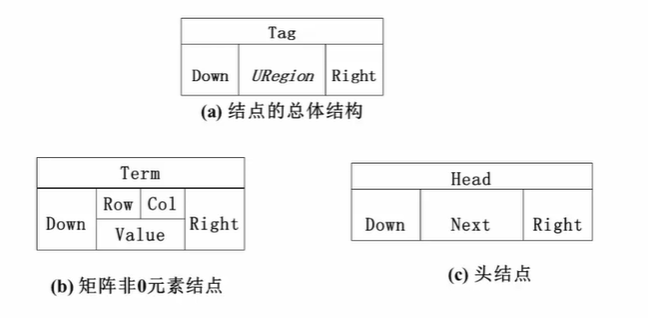 Tag
Down URegion Right
(a) 结点的总体结构
Term
Down Row Col Right
Value
(b) 矩阵非0元素结点
Head
Down Next Right
(c) 头结点